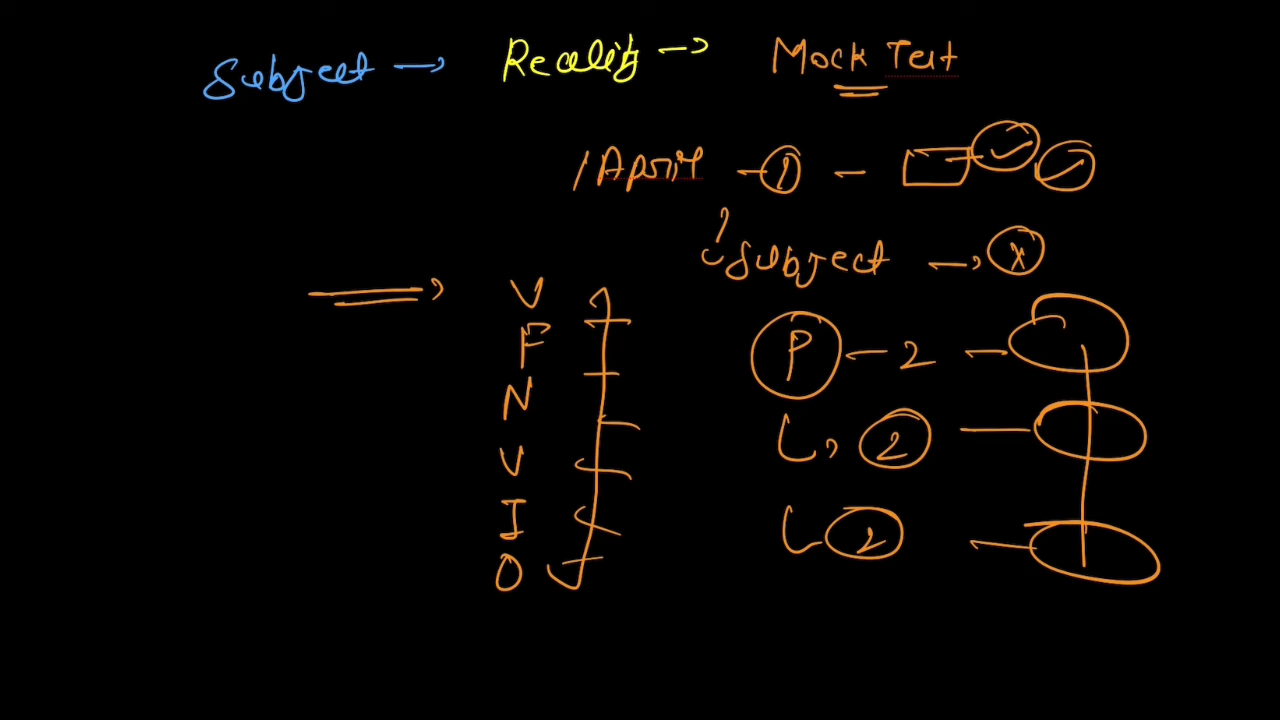 Subject → Reality → Mock Test
1 April - 1 -
Subject → X
V
F P - 2 -
N
V 2
I 2
O